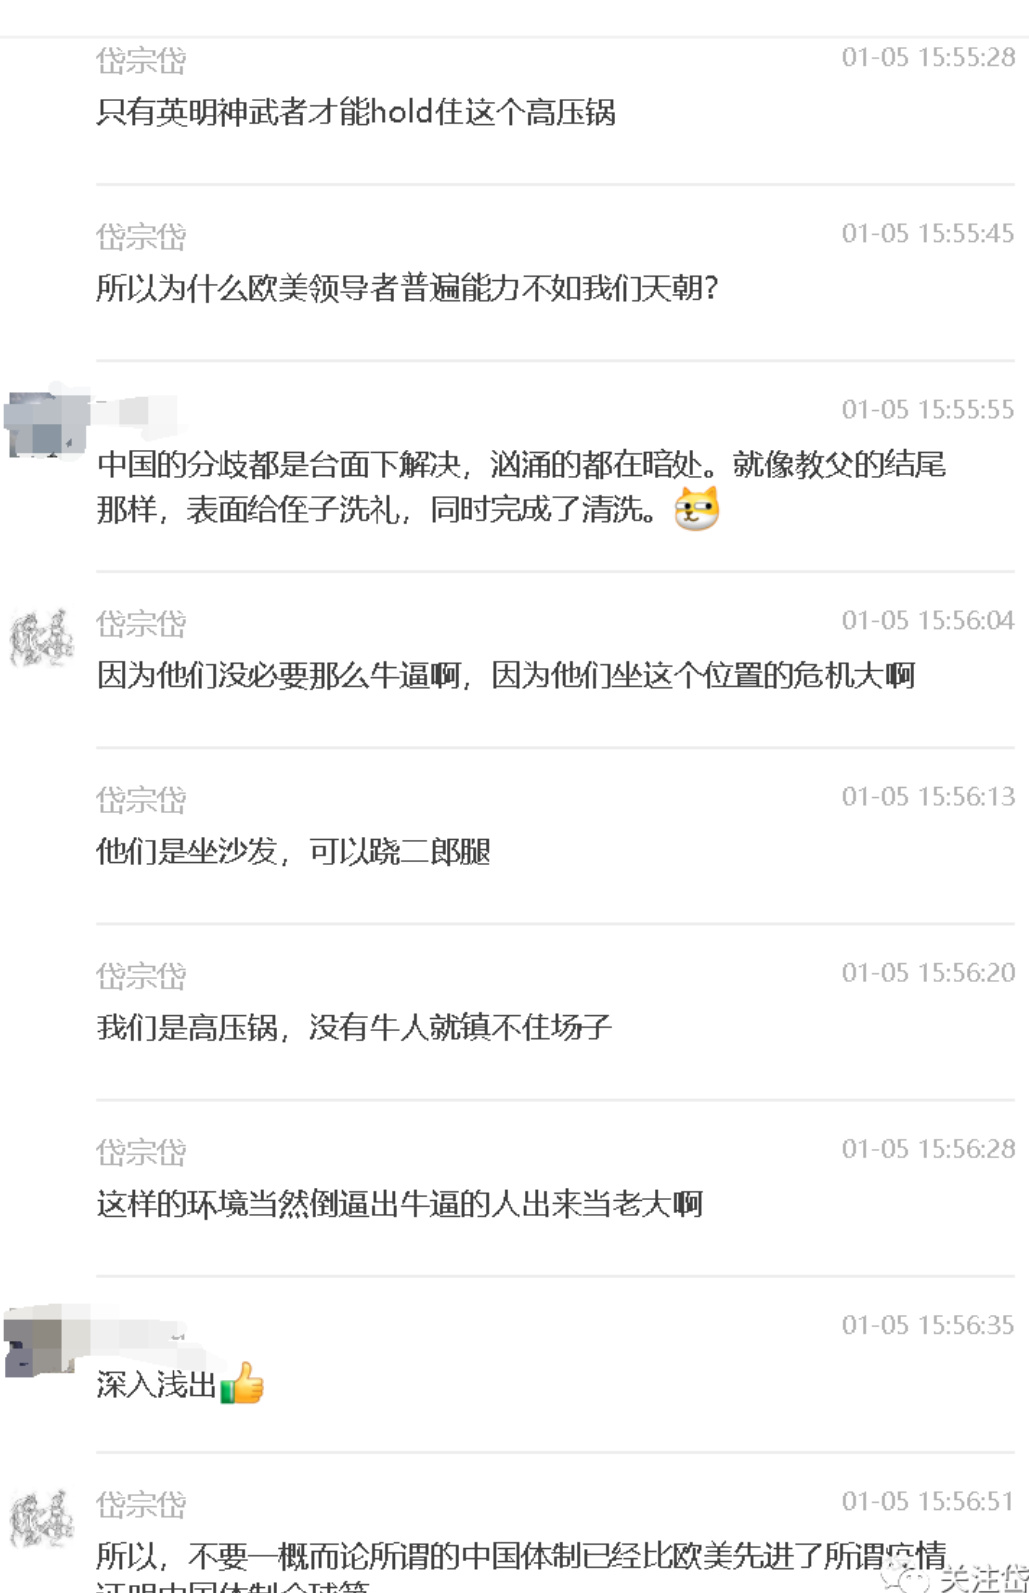 岱宗岱 01-05 15:55:28
只有英明神武者才能hold住这个高压锅
岱宗岱 01-05 15:55:45
所以为什么欧美领导者普遍能力不如我们天朝?
01-05 15:55:55
中国的分歧都是台面下解决，汹涌的都在暗处。就像教父的结尾
那样，表面给侄子洗礼，同时完成了清洗。
岱宗岱 01-05 15:56:04
因为他们没必要那么牛逼啊，因为他们坐这个位置的危机大啊
岱宗岱 01-05 15:56:13
他们是坐沙发，可以跷二郎腿
岱宗岱 01-05 15:56:20
我们是高压锅，没有牛人就镇不住场子
岱宗岱 01-05 15:56:28
这样的环境当然倒逼出牛逼的人出来当老大啊
01-05 15:56:35
深入浅出
岱宗岱 01-05 15:56:51
所以，不要一概而论所谓的中国体制已经比欧美先进了所谓疫情
关注岱